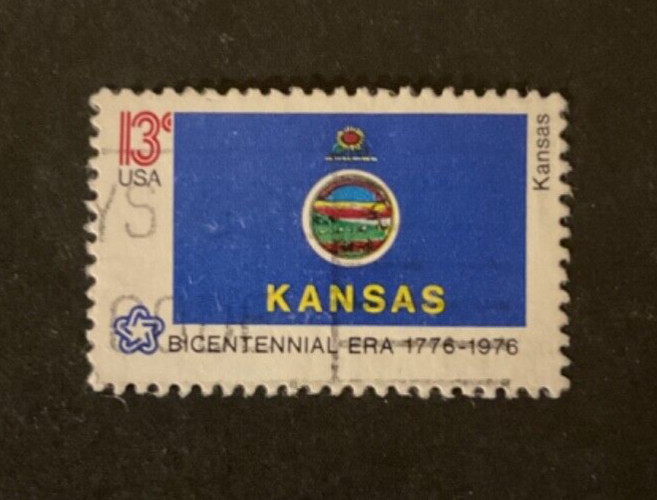 13¢
USA
Kansas
KANSAS
BICENTENNIAL ERA 1776-1976